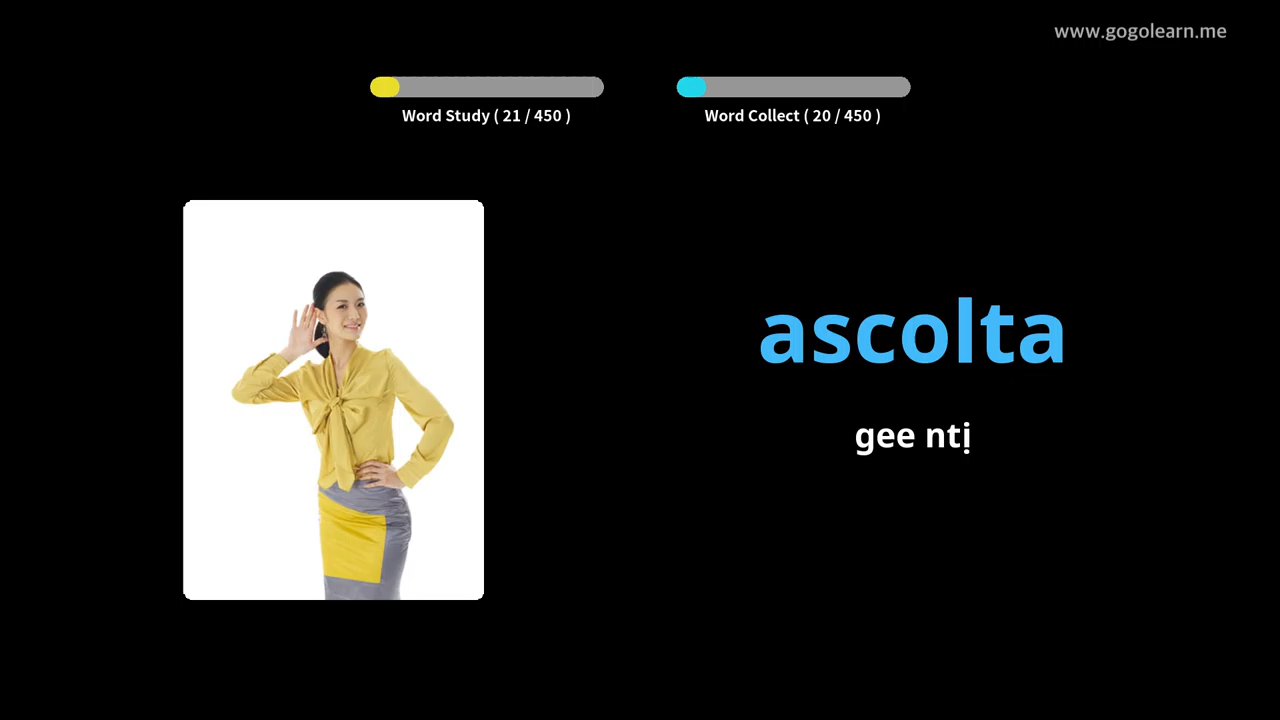 www.gogolearn.me
Word Study ( 21 / 450 )
Word Collect ( 20 / 450 )
ascolta
gee ntị